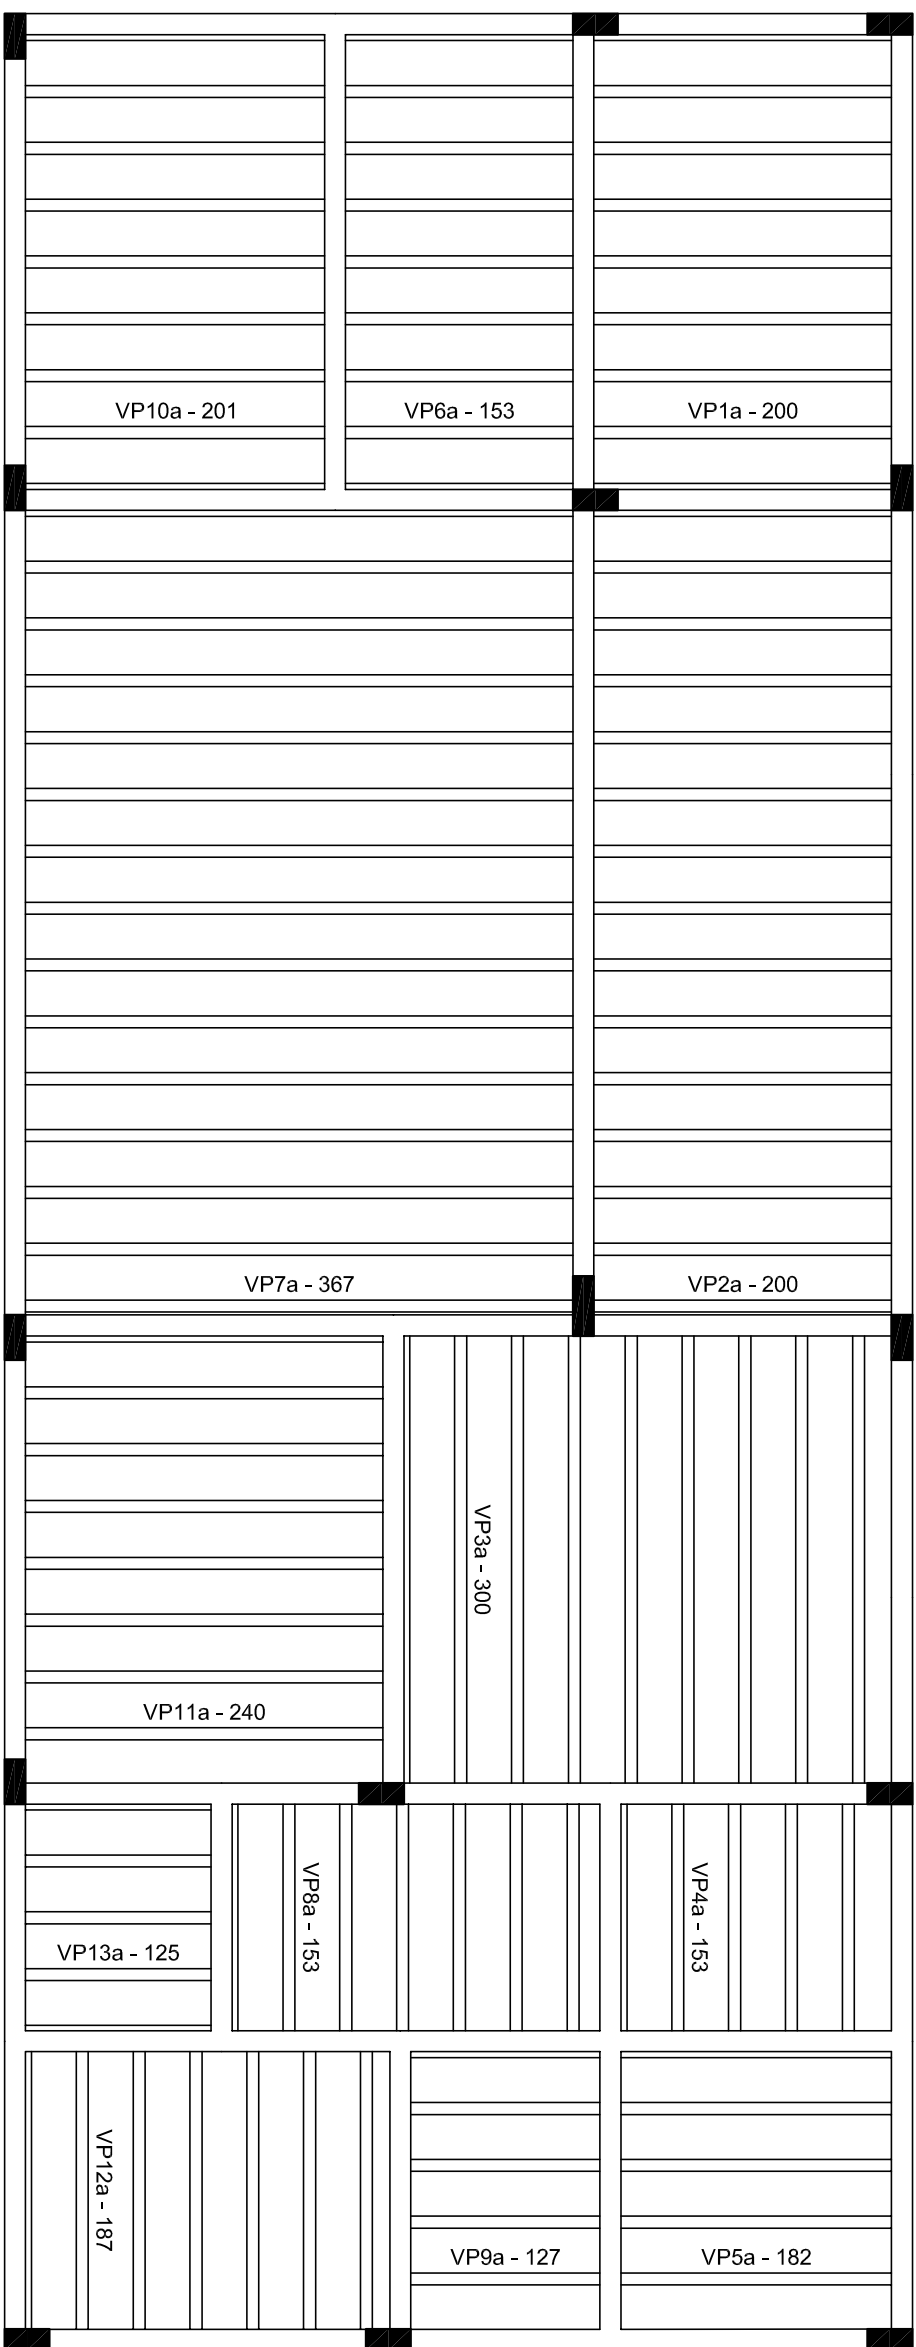 VP10a - 201
VP6a - 153
VP1a - 200
VP7a - 367
VP2a - 200
VP3a - 300
VP11a - 240
VP8a - 153
VP4a - 153
VP13a - 125
VP12a - 187
VP9a - 127
VP5a - 182